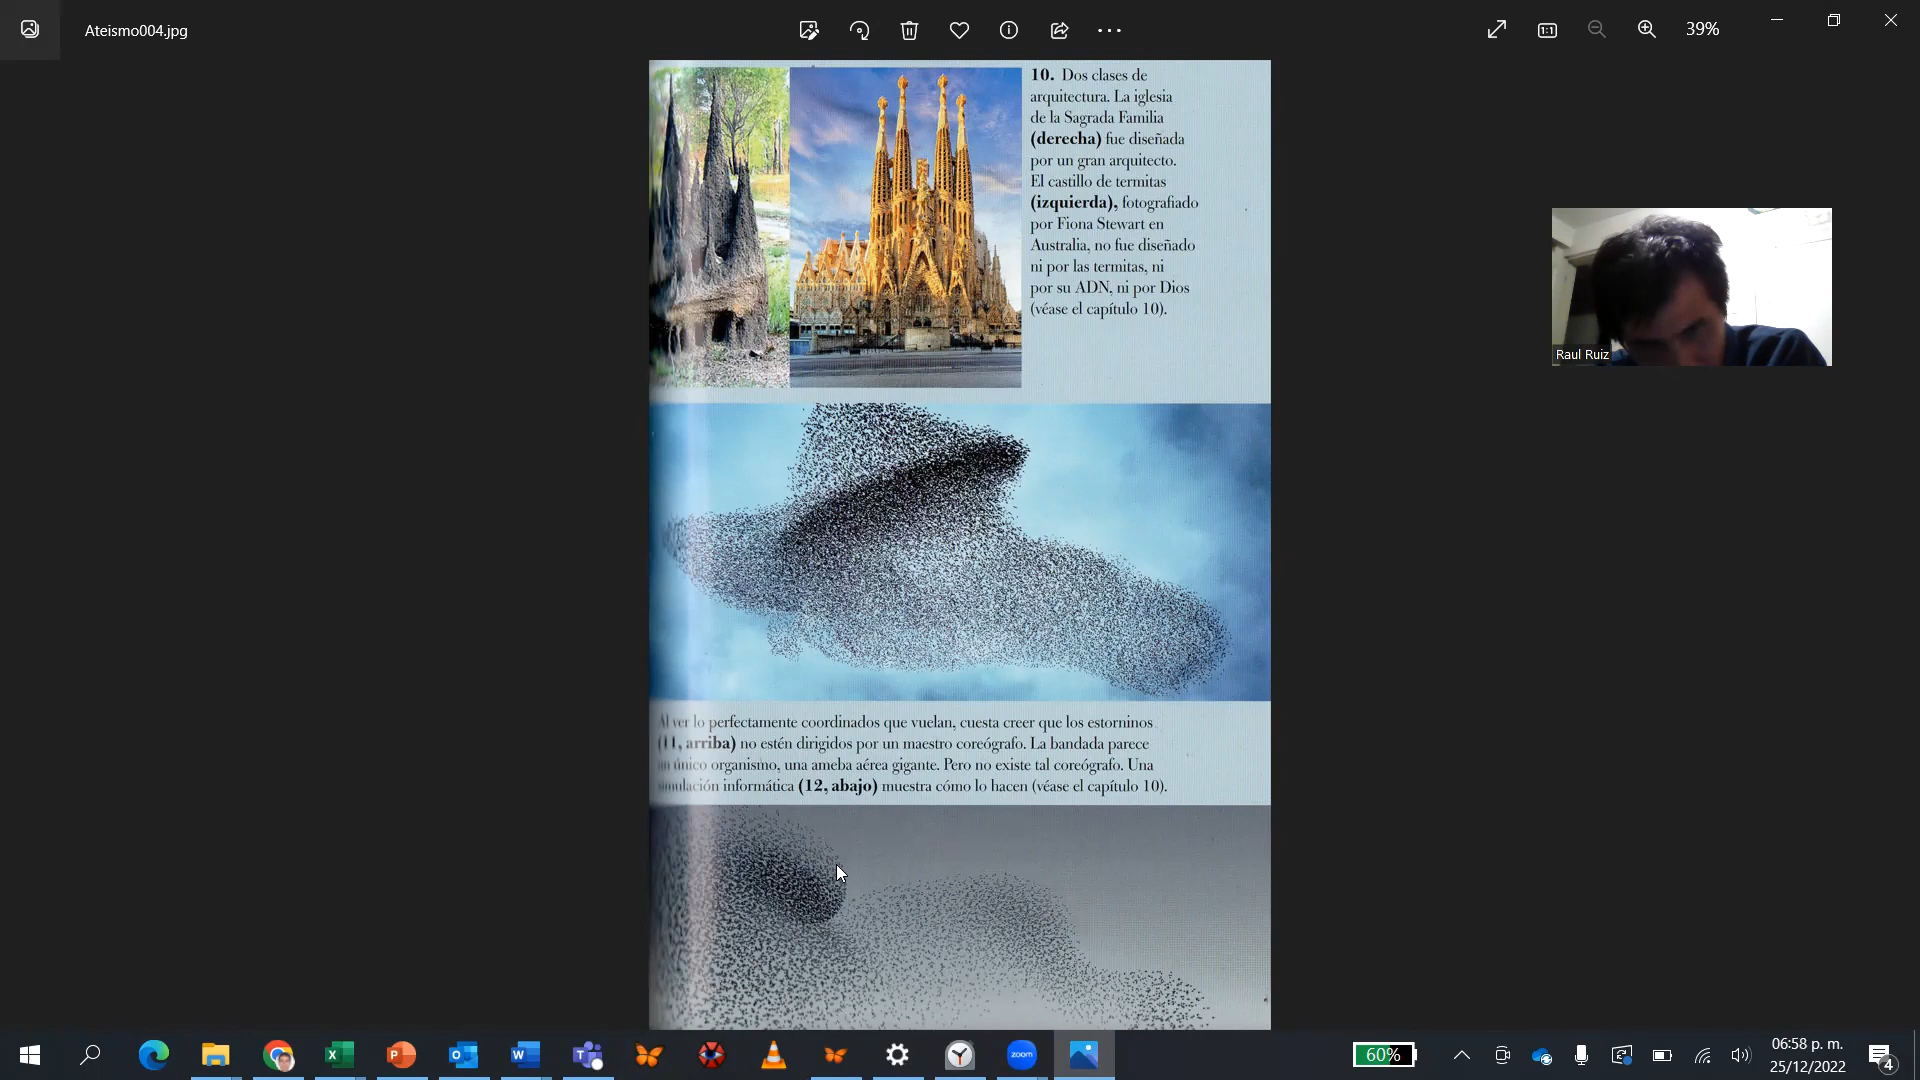 Ateismo004.jpg
39%
10. Dos clases de
arquitectura. La iglesia
de la Sagrada Familia
(derecha) fue diseñada
por un gran arquitecto.
El castillo de termitas
(izquierda), fotografiado
por Fiona Stewart en
Australia, no fue diseñado
ni por las termitas, ni
por su ADN, ni por Dios
(véase el capítulo 10).
Raul Ruiz
Al ver lo perfectamente coordinados que vuelan, cuesta creer que los estorninos
(11, arriba) no estén dirigidos por un maestro coreógrafo. La bandada parece
un único organismo, una ameba aérea gigante. Pero no existe tal coreógrafo. Una
simulación informática (12, abajo) muestra cómo lo hacen (véase el capítulo 10).
zoom
60%
06:58 p. m.
25/12/2022
4